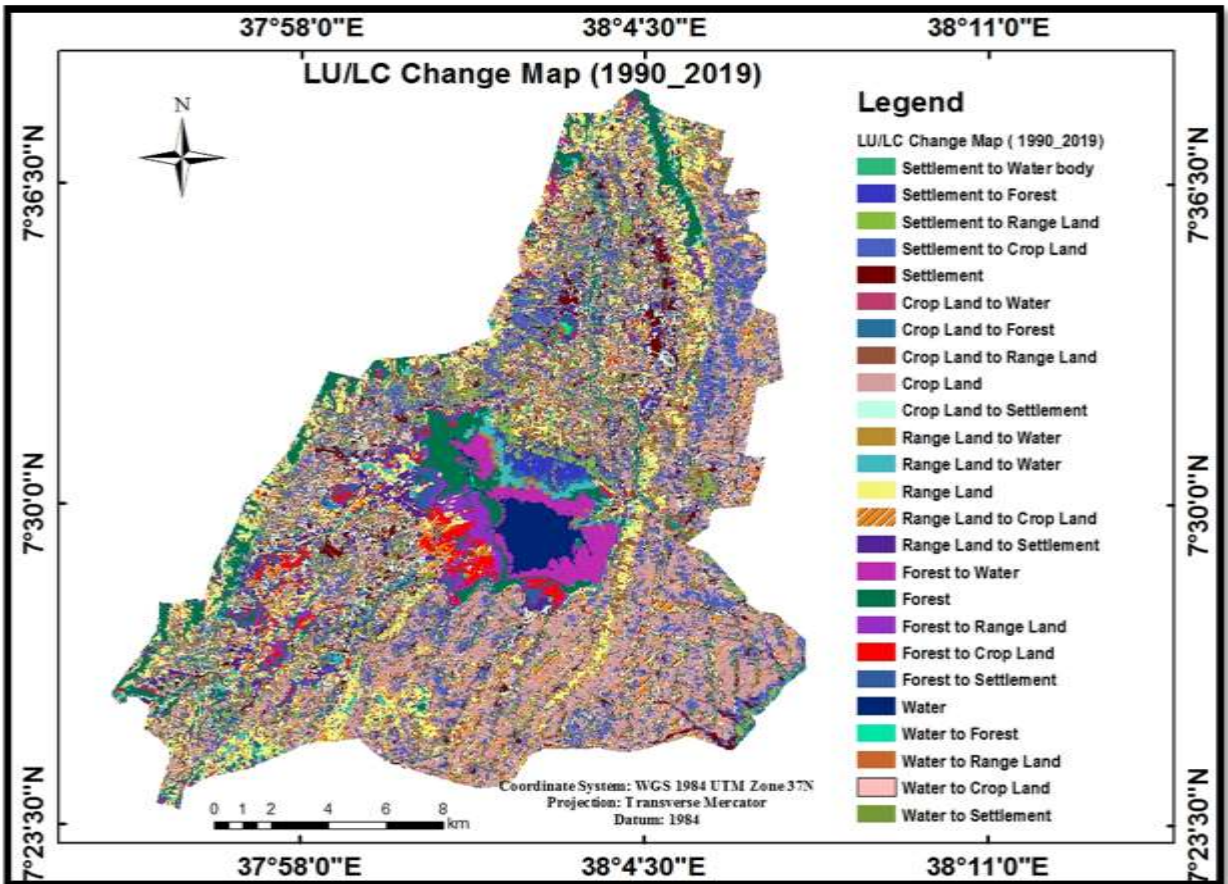 37°58'0"E 38°4'30"E 38°11'0"E
LU/LC Change Map (1990_2019)
N
Legend
LU/LC Change Map ( 1990_2019)
Settlement to Water body
Settlement to Forest
Settlement to Range Land
Settlement to Crop Land
Settlement
Crop Land to Water
Crop Land to Forest
Crop Land to Range Land
Crop Land
Crop Land to Settlement
Range Land to Water
Range Land to Water
Range Land
Range Land to Crop Land
Range Land to Settlement
Forest to Water
Forest
Forest to Range Land
Forest to Crop Land
Forest to Settlement
Water
Water to Forest
Water to Range Land
Water to Crop Land
Water to Settlement
7°36'30"N 7°36'30"N
7°30'0"N 7°30'0"N
7°23'30"N 7°23'30"N
Coordinate System: WGS 1984 UTM Zone 37N
Projection: Transverse Mercator
Datum: 1984
0 1 2 4 6 8
km
37°58'0"E 38°4'30"E 38°11'0"E